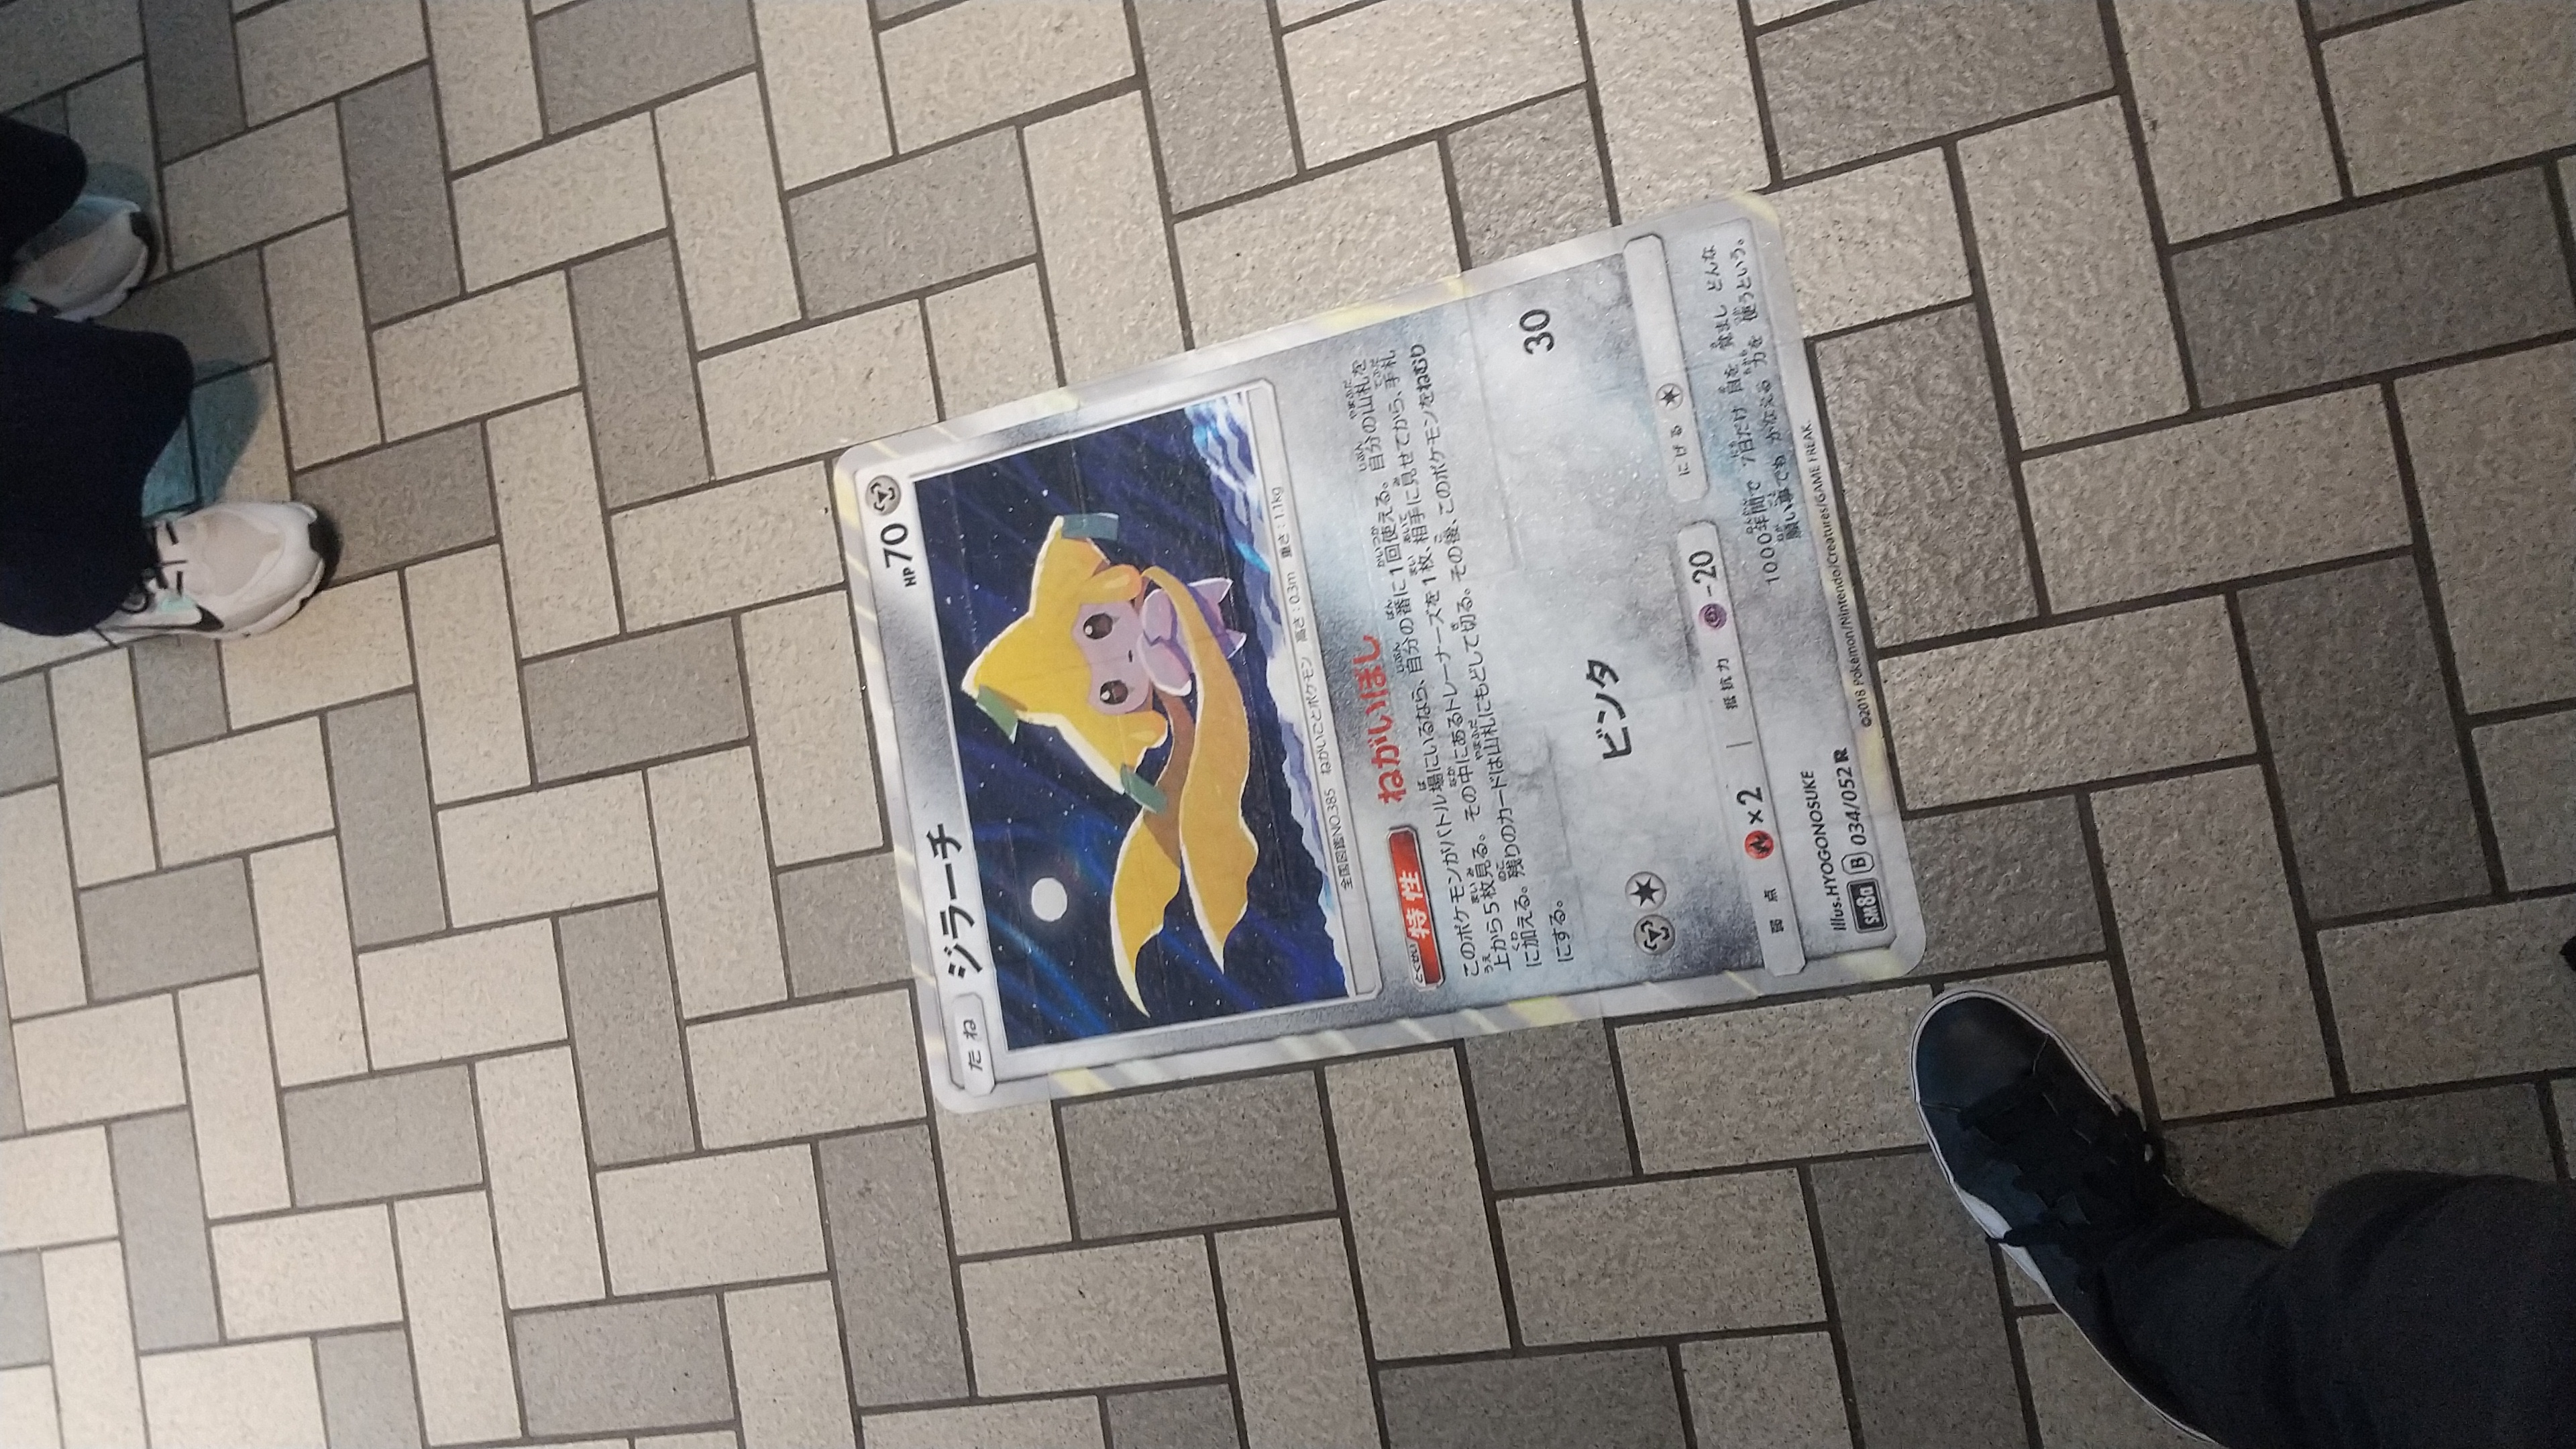 たね ジラーチ HP70
全国図鑑NO.385 ねがいごとポケモン 高さ：0.3m 重さ：1.1kg
特性 ねがいぼし
このポケモンがバトル場にいるなら、自分の番に1回使える。自分の山札を
上から5枚見る。その中にあるトレーナーズを1枚、相手に見せてから、手札
に加える。残りのカードは山札にもどして切る。その後、このポケモンをねむり
にする。
ビンタ 30
弱点 ×2 抵抗力 -20 にげる
1000年間で 7日だけ 目を 覚まし どんな
願い事でも かなえる 力を 使うという。
Illus.HYOGONOSUKE
SM8a B 034/052 R
©2018 Pokémon/Nintendo/Creatures/GAME FREAK.